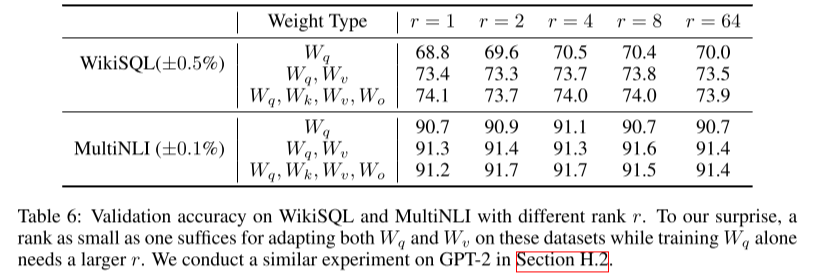 Weight Type r = 1 r = 2 r = 4 r = 8 r = 64
WikiSQL(±0.5%) W_q 68.8 69.6 70.5 70.4 70.0
W_q, W_v 73.4 73.3 73.7 73.8 73.5
W_q, W_k, W_v, W_o 74.1 73.7 74.0 74.0 73.9
W_q 90.7 90.9 91.1 90.7 90.7
MultiNLI (±0.1%) W_q, W_v 91.3 91.4 91.3 91.6 91.4
W_q, W_k, W_v, W_o 91.2 91.7 91.7 91.5 91.4
Table 6: Validation accuracy on WikiSQL and MultiNLI with different rank r. To our surprise, a
rank as small as one suffices for adapting both W_q and W_v on these datasets while training W_q alone
needs a larger r. We conduct a similar experiment on GPT-2 in Section H.2.